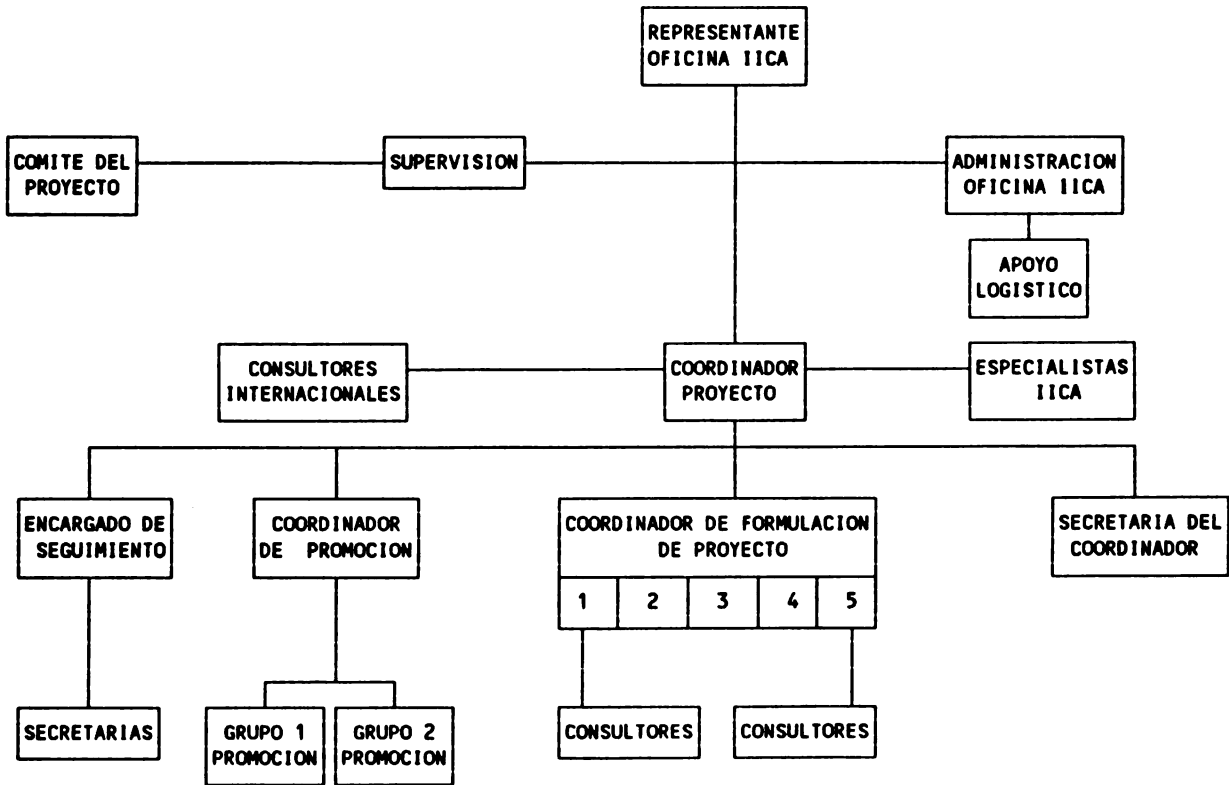 REPRESENTANTE
OFICINA IICA
COMITE DEL
PROYECTO
SUPERVISION
ADMINISTRACION
OFICINA IICA
APOYO
LOGISTICO
CONSULTORES
INTERNACIONALES
COORDINADOR
PROYECTO
ESPECIALISTAS
IICA
ENCARGADO DE
SEGUIMIENTO
COORDINADOR
DE PROMOCION
COORDINADOR DE FORMULACION
DE PROYECTO
1 2 3 4 5
SECRETARIA DEL
COORDINADOR
SECRETARIAS
GRUPO 1
PROMOCION
GRUPO 2
PROMOCION
CONSULTORES
CONSULTORES